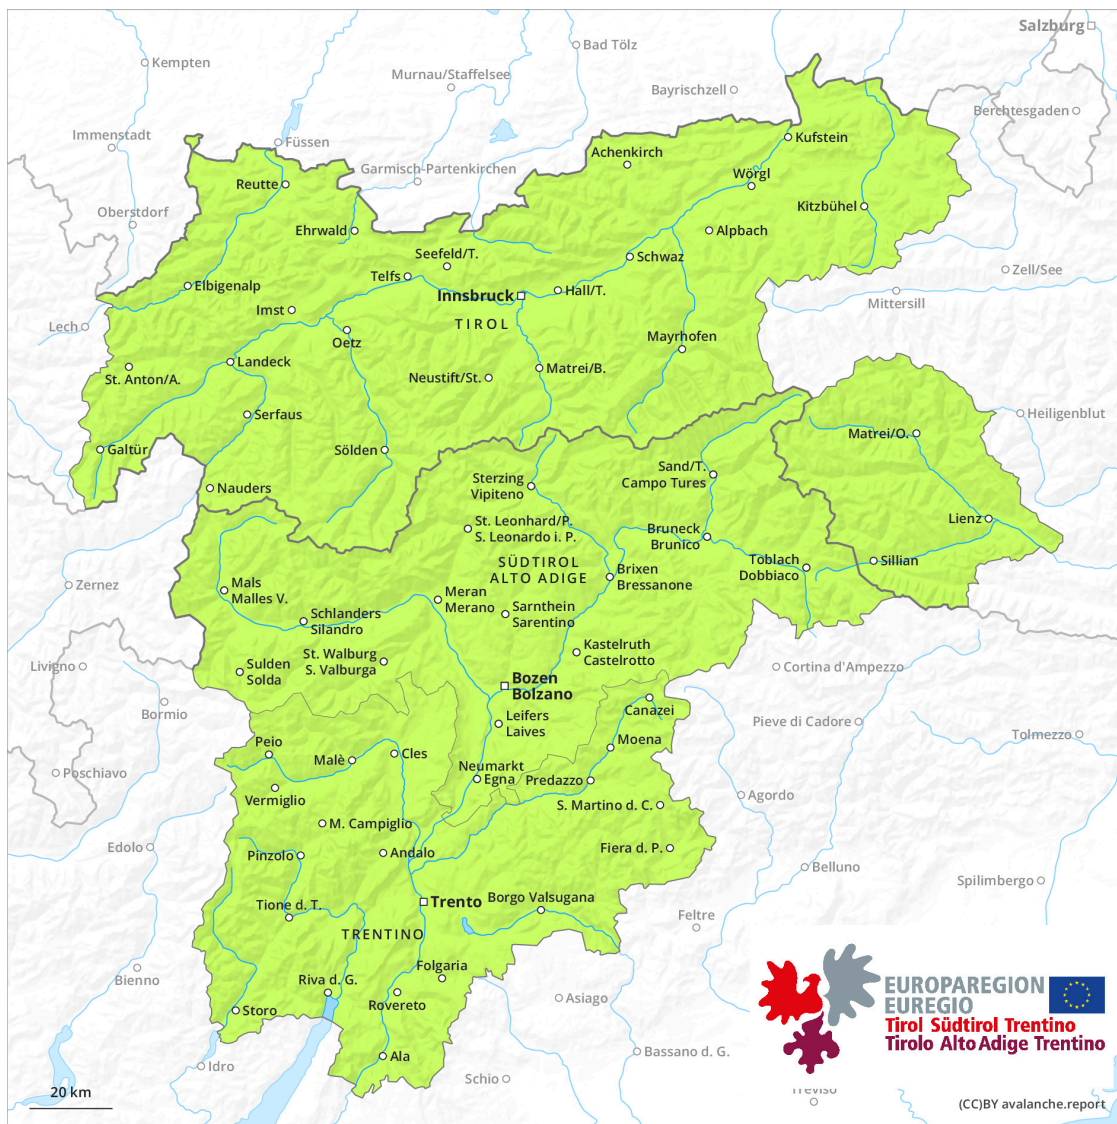 Salzburg
Bad Tölz
Kempten
Murnau/Staffelsee
Bayrischzell
Berchtesgaden
Immenstadt
Füssen
Kufstein
Achenkirch
Garmisch-Partenkirchen
Wörgl
Reutte
Oberstdorf
Kitzbühel
Ehrwald
Alpbach
Seefeld/T.
Schwaz
Telfs
Zell/See
Elbigenalp
Innsbruck
Hall/T.
Mittersill
Imst
TIROL
Lech
Oetz
Mayrhofen
Landeck
Matrei/B.
St. Anton/A.
Neustift/St.
Serfaus
Heiligenblut
Matrei/O.
Galtür
Sölden
Sand/T.
Campo Tures
Sterzing
Vipiteno
Nauders
Lienz
St. Leonhard/P.
S. Leonardo i. P.
Bruneck
Brunico
SÜDTIROL
ALTO ADIGE
Toblach
Dobbiaco
Sillian
Brixen
Bressanone
Zernez
Mals
Malles V.
Meran
Merano
Schlanders
Silandro
Sarnthein
Sarentino
Kastelruth
Castelrotto
St. Walburg
S. Valburga
Livigno
Sulden
Solda
Cortina d'Ampezzo
Bozen
Bolzano
Bormio
Canazei
Leifers
Laives
Pieve di Cadore
Tolmezzo
Peio
Moena
Malè
Cles
Poschiavo
Neumarkt
Egna
Predazzo
Vermiglio
S. Martino d. C.
Agordo
M. Campiglio
Edolo
Pinzolo
Andalo
Fiera d. P.
Belluno
Spilimbergo
Trento
Borgo Valsugana
Tione d. T.
Feltre
TRENTINO
Folgaria
Bienno
Riva d. G.
Rovereto
Asiago
Storo
EUROPAREGION
EUREGIO
Tirol Südtirol Trentino
Tirolo Alto Adige Trentino
Ala
Bassano d. G.
Idro
Schio
Treviso
20 km
(CC)BY avalanche.report